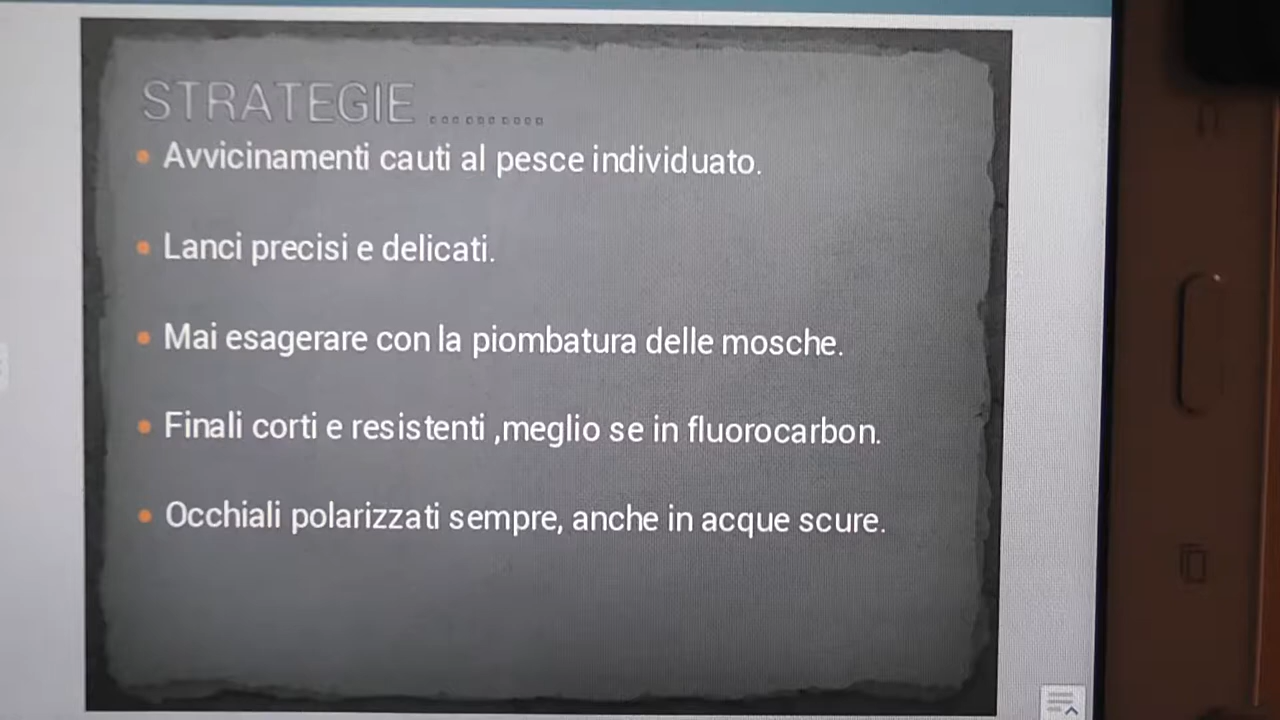 STRATEGIE ..........
• Avvicinamenti cauti al pesce individuato.
• Lanci precisi e delicati.
• Mai esagerare con la piombatura delle mosche.
• Finali corti e resistenti ,meglio se in fluorocarbon.
• Occhiali polarizzati sempre, anche in acque scure.